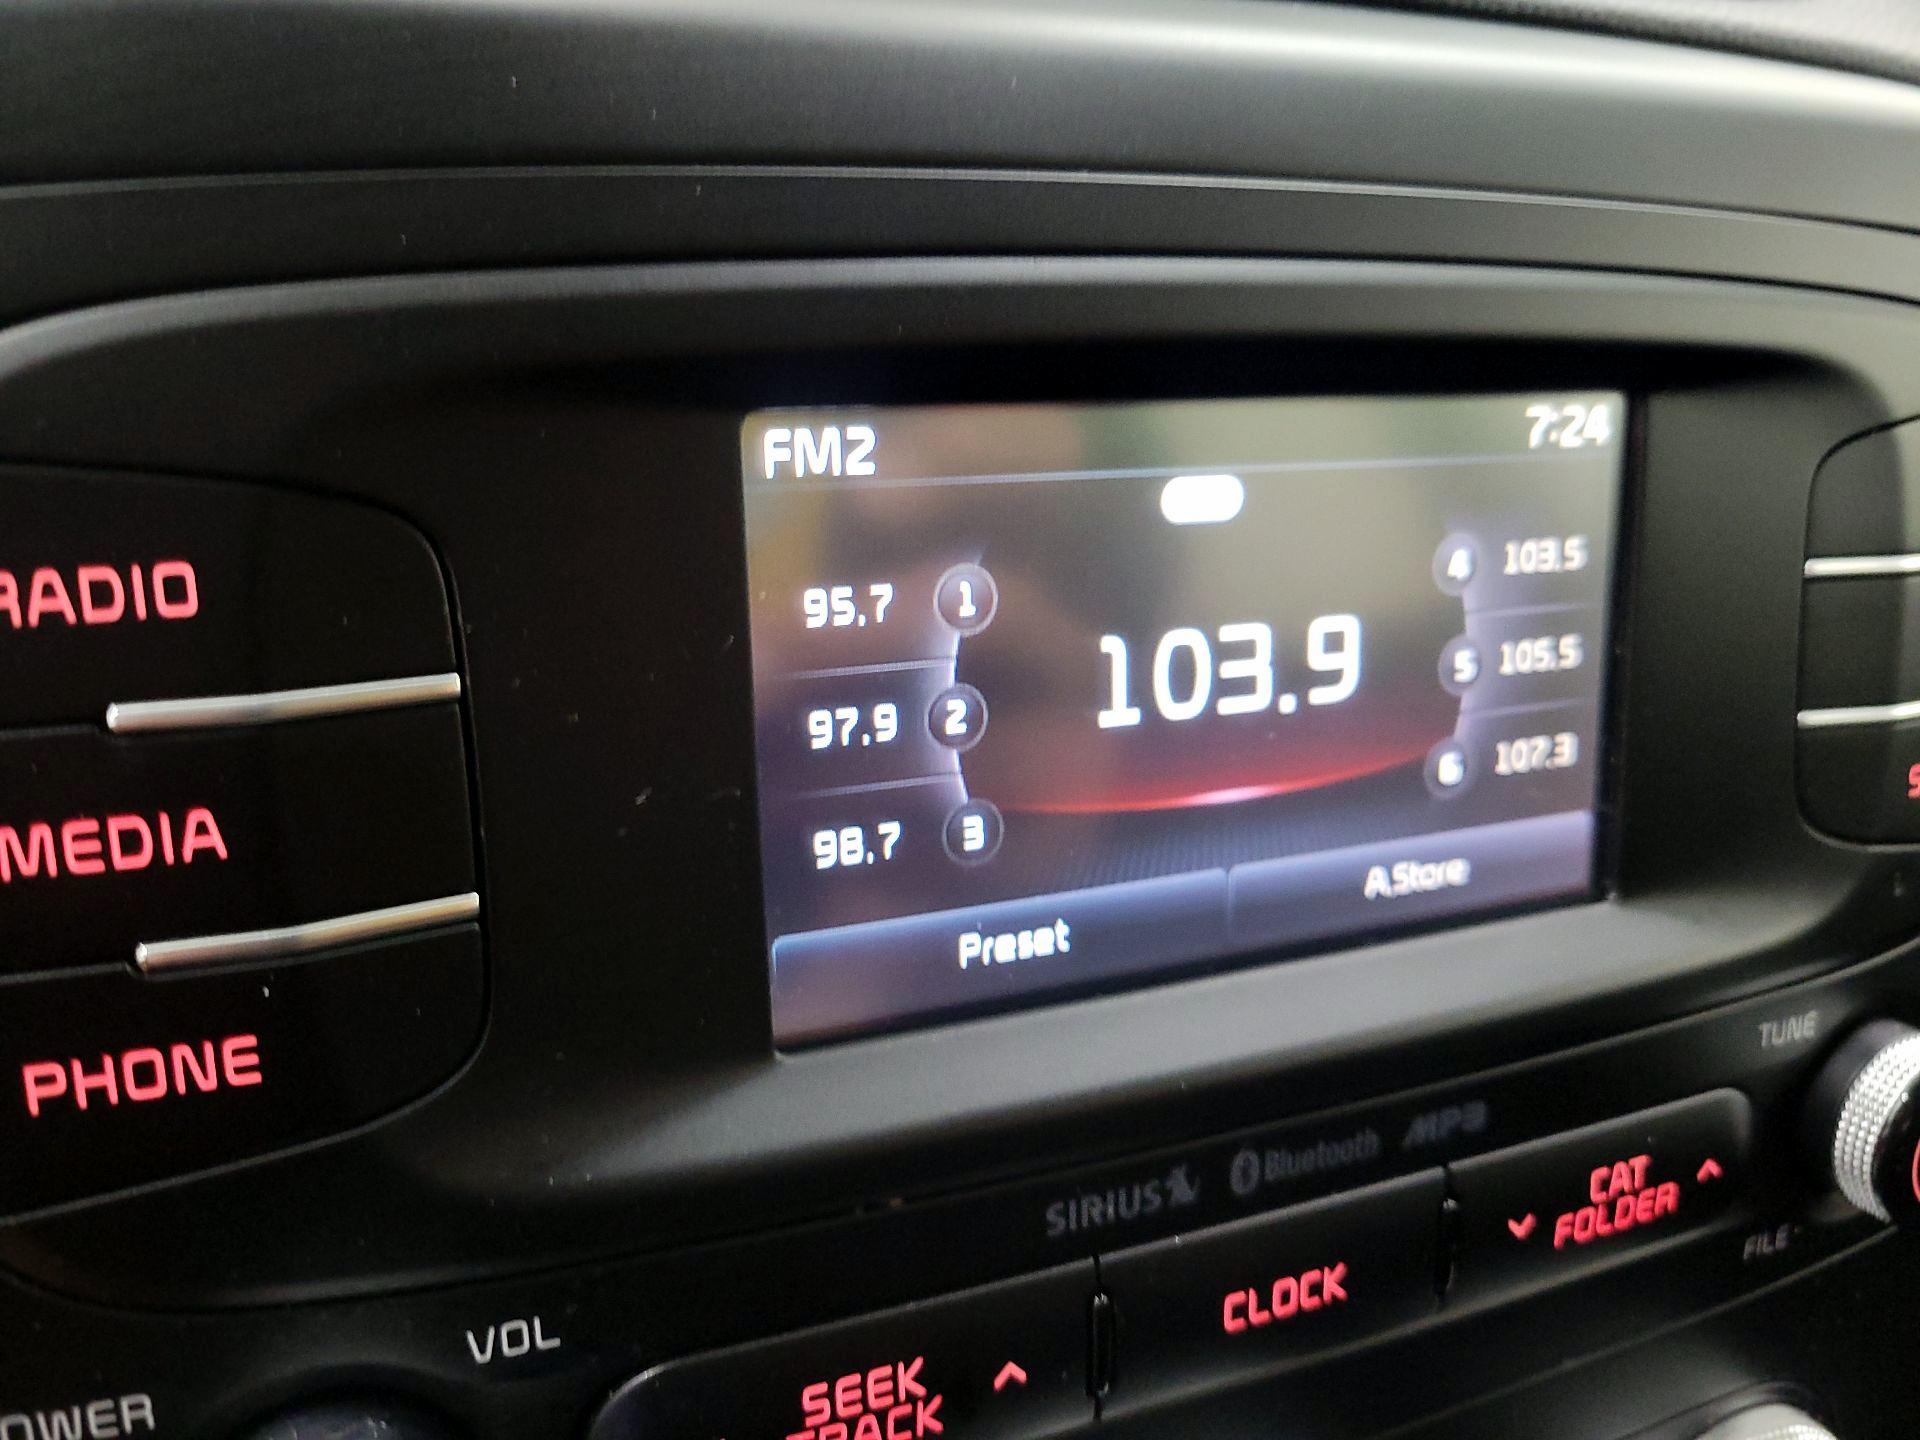 FM2
7:24
95.7 1
97.9 2
98.7 3
103.9
4 103.5
5 105.5
6 107.3
Preset
A.Store
RADIO
MEDIA
PHONE
TUNE
SIRIUS
Bluetooth
MP3
CAT
FOLDER
FILE
CLOCK
VOL
SEEK
TRACK